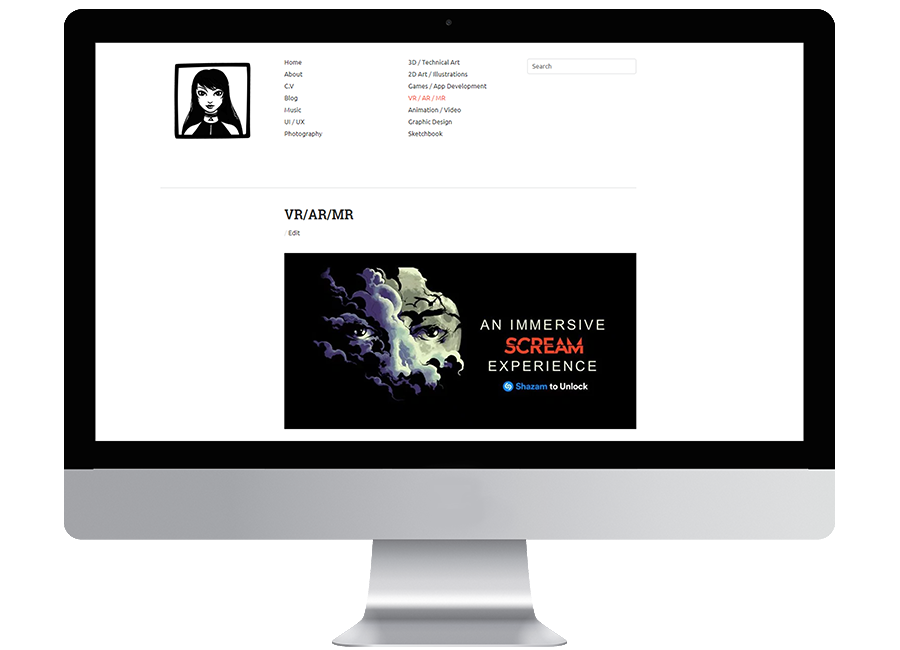 Home
About
C.V
Blog
Music
UI / UX
Photography
3D / Technical Art
2D Art / Illustrations
Games / App Development
VR / AR / MR
Animation / Video
Graphic Design
Sketchbook
Search
VR/AR/MR
/ Edit
AN IMMERSIVE
SCREAM
EXPERIENCE
Shazam to Unlock